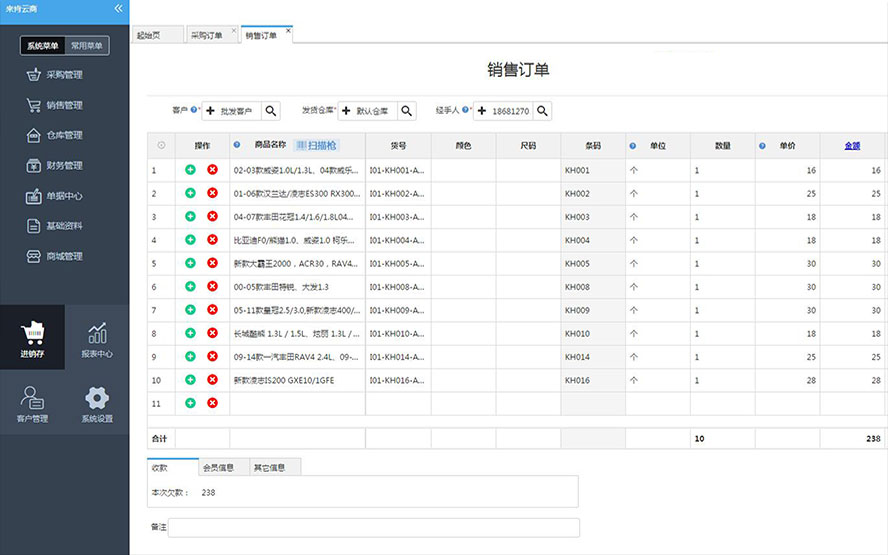 来肯云商
系统菜单 常用菜单
采购管理
销售管理
仓库管理
财务管理
单据中心
基础资料
商城管理
进销存 报表中心
客户管理 系统设置
起始页 采购订单 销售订单
销售订单
客户 * 批发客户 发货仓库* 默认仓库 经手人 * 18681270
操作 商品名称 扫描枪 货号 颜色 尺码 条码 单位 数量 单价 金额
1 02-03款威姿1.0L/1.3L、04款威乐... I01-KH001-A... KH001 个 1 16 16
2 01-06款汉兰达/凌志ES300 RX300... I01-KH002-A... KH002 个 1 25 25
3 04-07款丰田花冠1.4/1.6/1.8L04... I01-KH003-A... KH003 个 1 18 18
4 比亚迪F0/熊猫1.0、威姿1.0 柯乐... I01-KH004-A... KH004 个 1 18 18
5 新款大霸王2000，ACR30，RAV4... I01-KH005-A... KH005 个 1 30 30
6 00-05款丰田特锐、大发1.3 I01-KH008-A... KH008 个 1 30 30
7 05-11款皇冠2.5/3.0,新款凌志400/... I01-KH009-A... KH009 个 1 30 30
8 长城酷熊 1.3L / 1.5L、炫丽 1.3L / ... I01-KH010-A... KH010 个 1 18 18
9 09-14款一汽丰田RAV4 2.4L、09-... I01-KH014-A... KH014 个 1 25 25
10 新款凌志IS200 GXE10/1GFE I01-KH016-A... KH016 个 1 28 28
11
合计 10 238
收款 会员信息 其它信息
本次欠款： 238
备注